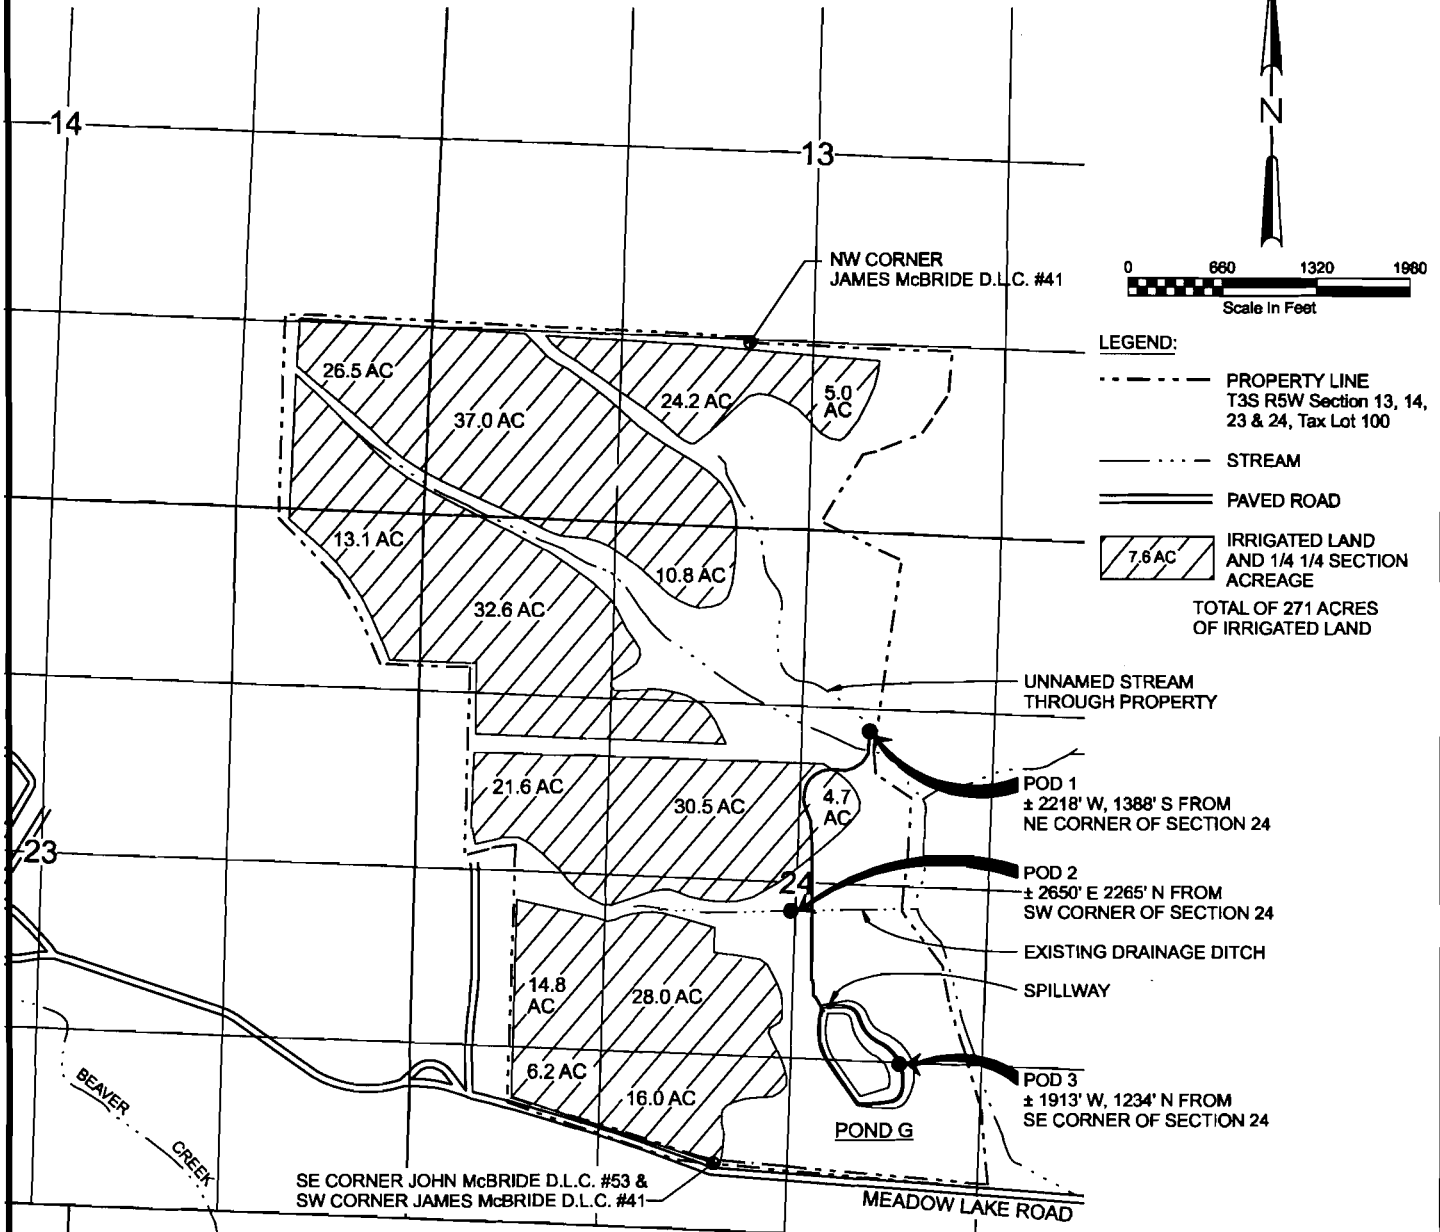 14
13
N
NW CORNER
JAMES McBRIDE D.L.C. #41
0 660 1320 1980
Scale In Feet
LEGEND:
PROPERTY LINE
T3S R5W Section 13, 14,
23 & 24, Tax Lot 100
STREAM
PAVED ROAD
7.6 AC
IRRIGATED LAND
AND 1/4 1/4 SECTION
ACREAGE
TOTAL OF 271 ACRES
OF IRRIGATED LAND
26.5 AC
37.0 AC
24.2 AC
5.0
AC
13.1 AC
10.8 AC
32.6 AC
UNNAMED STREAM
THROUGH PROPERTY
21.6 AC
30.5 AC
4.7
AC
POD 1
± 2218' W, 1388' S FROM
NE CORNER OF SECTION 24
23
24
POD 2
± 2650' E 2265' N FROM
SW CORNER OF SECTION 24
EXISTING DRAINAGE DITCH
SPILLWAY
14.8
AC
28.0 AC
6.2 AC
16.0 AC
POD 3
± 1913' W, 1234' N FROM
SE CORNER OF SECTION 24
POND G
BEAVER
CREEK
SE CORNER JOHN McBRIDE D.L.C. #53 &
SW CORNER JAMES McBRIDE D.L.C. #41
MEADOW LAKE ROAD